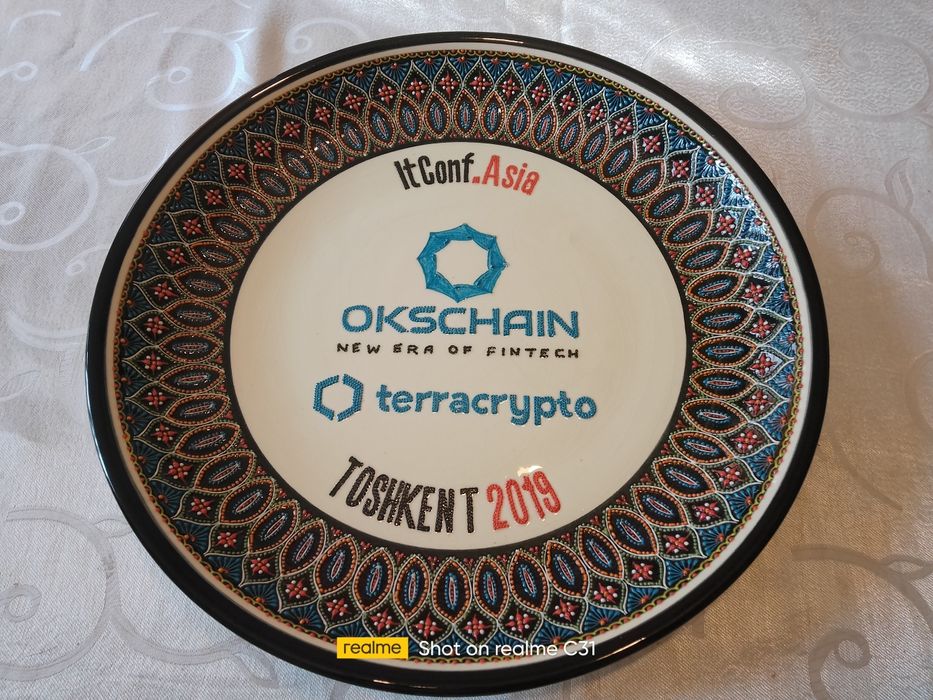 ItConf.Asia
OKSCHAIN
NEW ERA OF FINTECH
terracrypto
TOSHKENT 2019
realme Shot on realme C31